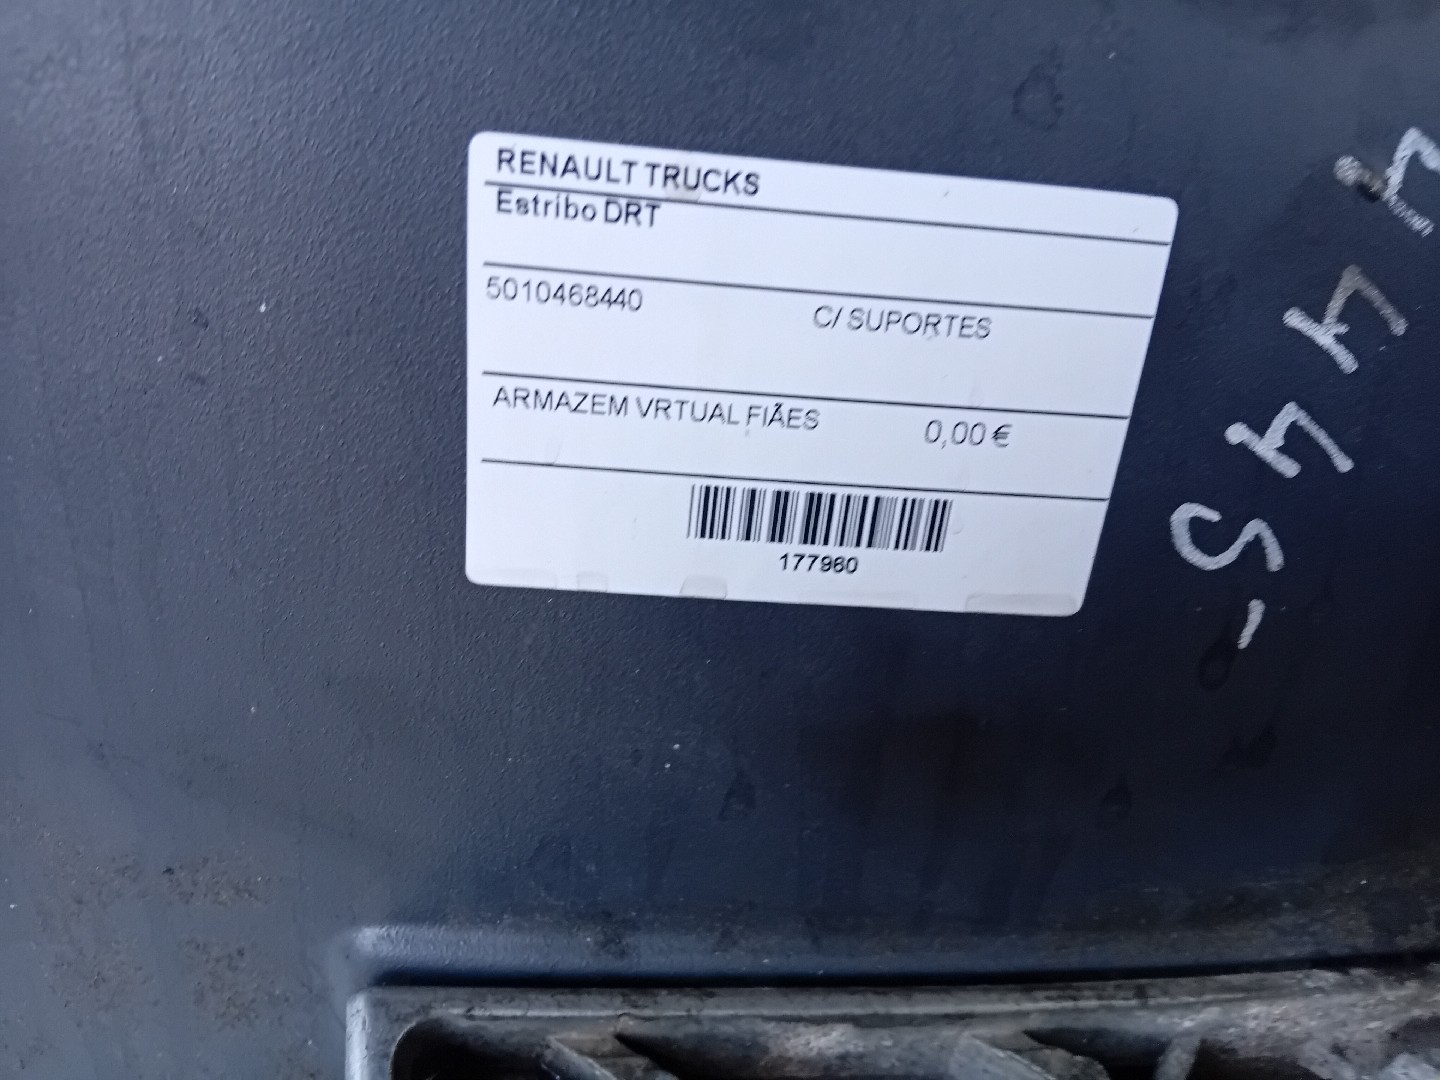 RENAULT TRUCKS
Estribo DRT
5010468440 C/ SUPORTES
ARMAZEM VRTUAL FIÃES 0,00 €
177960